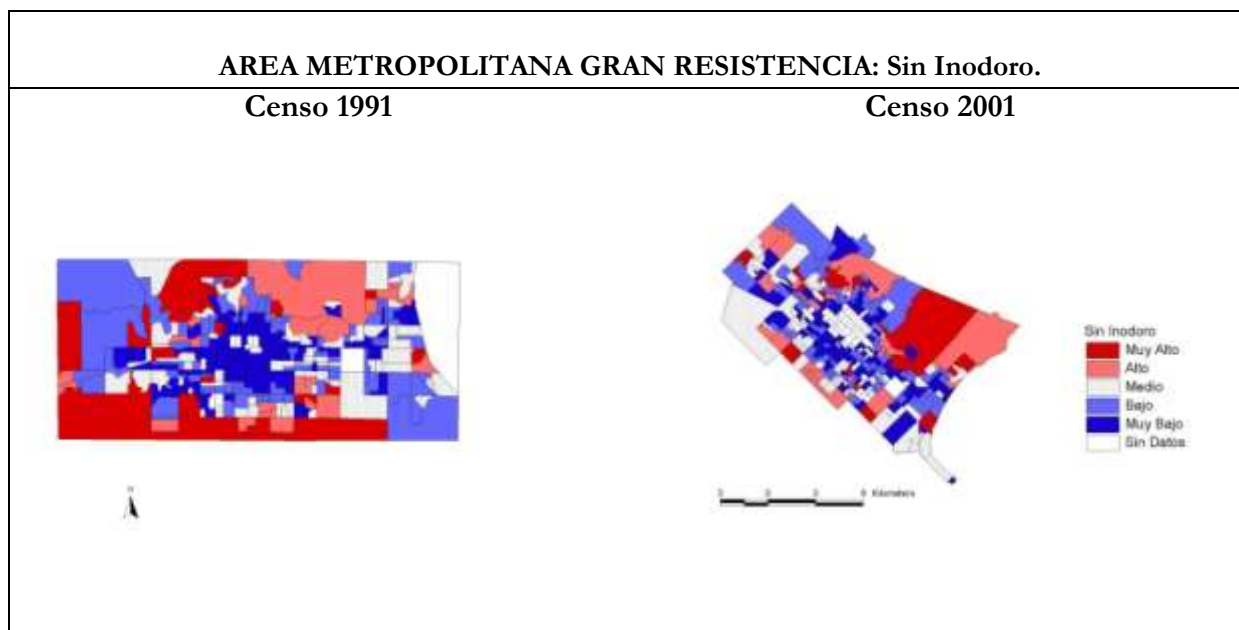 AREA METROPOLITANA GRAN RESISTENCIA: Sin Inodoro.
Censo 1991
Censo 2001
Sin Inodoro
Muy Alto
Alto
Medio
Bajo
Muy Bajo
Sin Datos
Kilometers